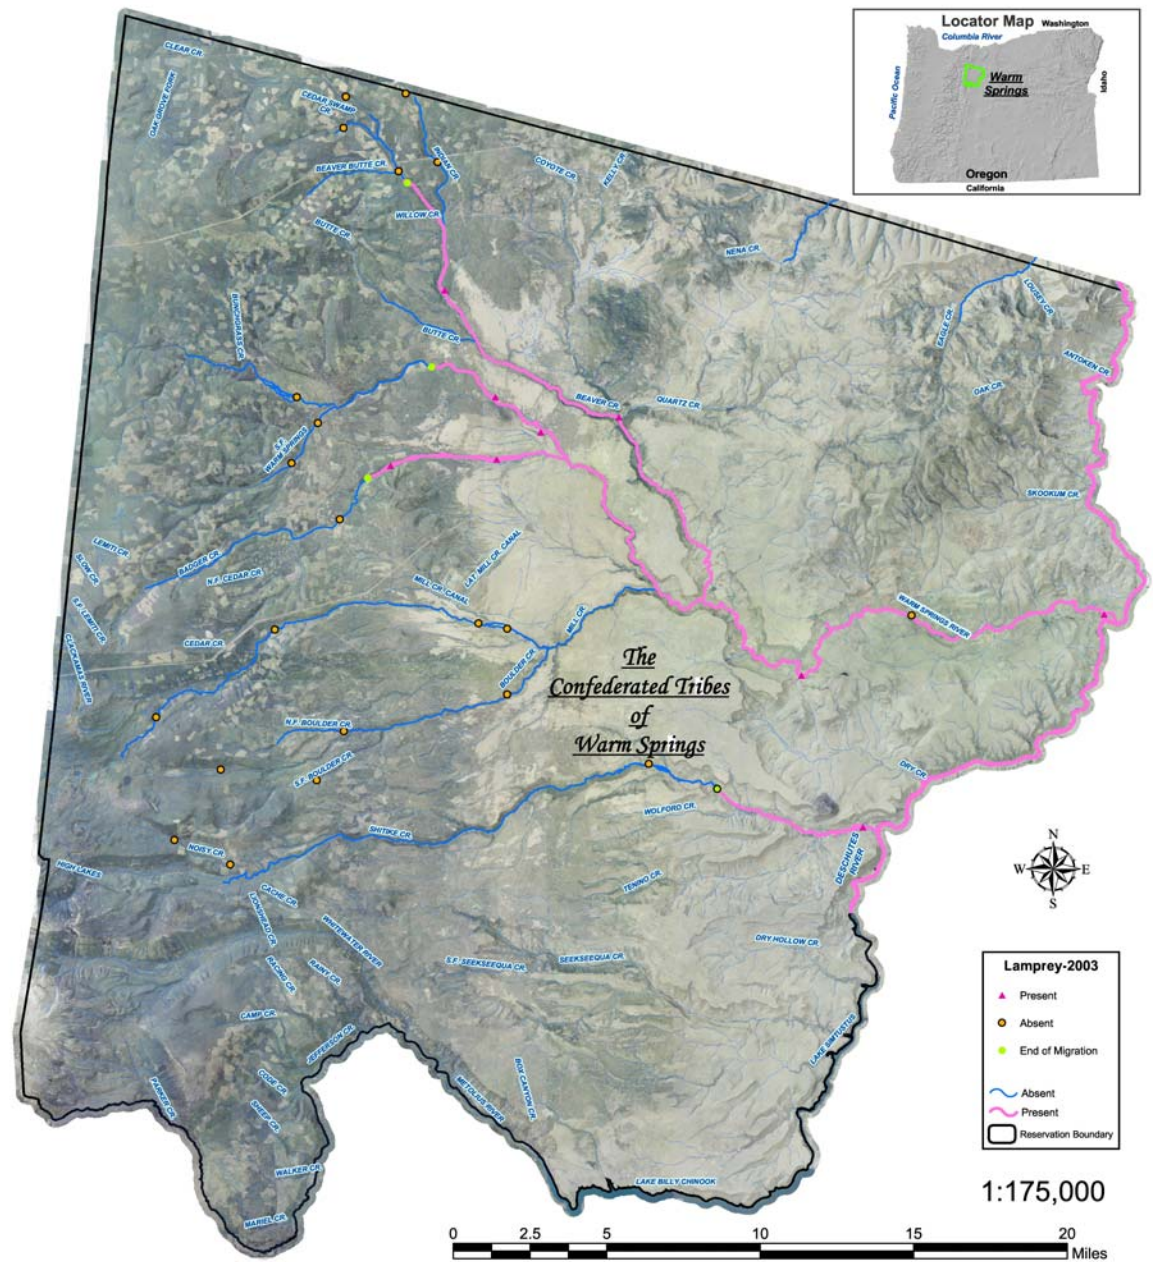 Locator Map
Washington
Columbia River
Pacific Ocean
Warm
Springs
Idaho
Oregon
California
CLEAR CR.
OAK GROVE FORK
CEDAR SWAMP
CR.
INDIAN CR.
BEAVER BUTTE CR.
COYOTE CR.
KELLY CR.
WILLOW CR.
BUTTE CR.
NENA CR.
LOUSEY CR.
EAGLE CR.
BUNCHGRASS CR.
BUTTE CR.
ANTOKEN CR.
OAK CR.
BEAVER CR.
QUARTZ CR.
S.F.
WARM SPRINGS
SKOOKUM CR.
LEMITI CR.
SLOW CR.
BADGER CR.
N.F. CEDAR CR.
LAT. MILL CR. CANAL
MILL CR. CANAL
S.F. LEMITI CR.
MILL CR.
WARM SPRINGS RIVER
CLACKAMAS RIVER
CEDAR CR.
BOULDER CR.
The
Confederated Tribes
of
Warm Springs
N.F. BOULDER CR.
S.F. BOULDER CR.
DRY CR.
WOLFORD CR.
SHITIKE CR.
NOISY CR.
DESCHUTES
RIVER
HIGH LAKES
CACHE CR.
TENINO CR.
LIONSHEAD CR.
WHITEWATER RIVER
DRY HOLLOW CR.
S.F. SEEKSEEQUA CR.
SEEKSEEQUA CR.
RACING CR.
RAINY CR.
CAMP CR.
JEFFERSON CR.
LAKE SIMTUSTUS
CODE CR.
SHEEP CR.
PARKER CR.
METOLIUS RIVER
BOX CANYON CR.
WALKER CR.
LAKE BILLY CHINOOK
MARIEL CR.
N
W
E
S
Lamprey-2003
Present
Absent
End of Migration
Absent
Present
Reservation Boundary
1:175,000
0 2.5 5 10 15 20
Miles